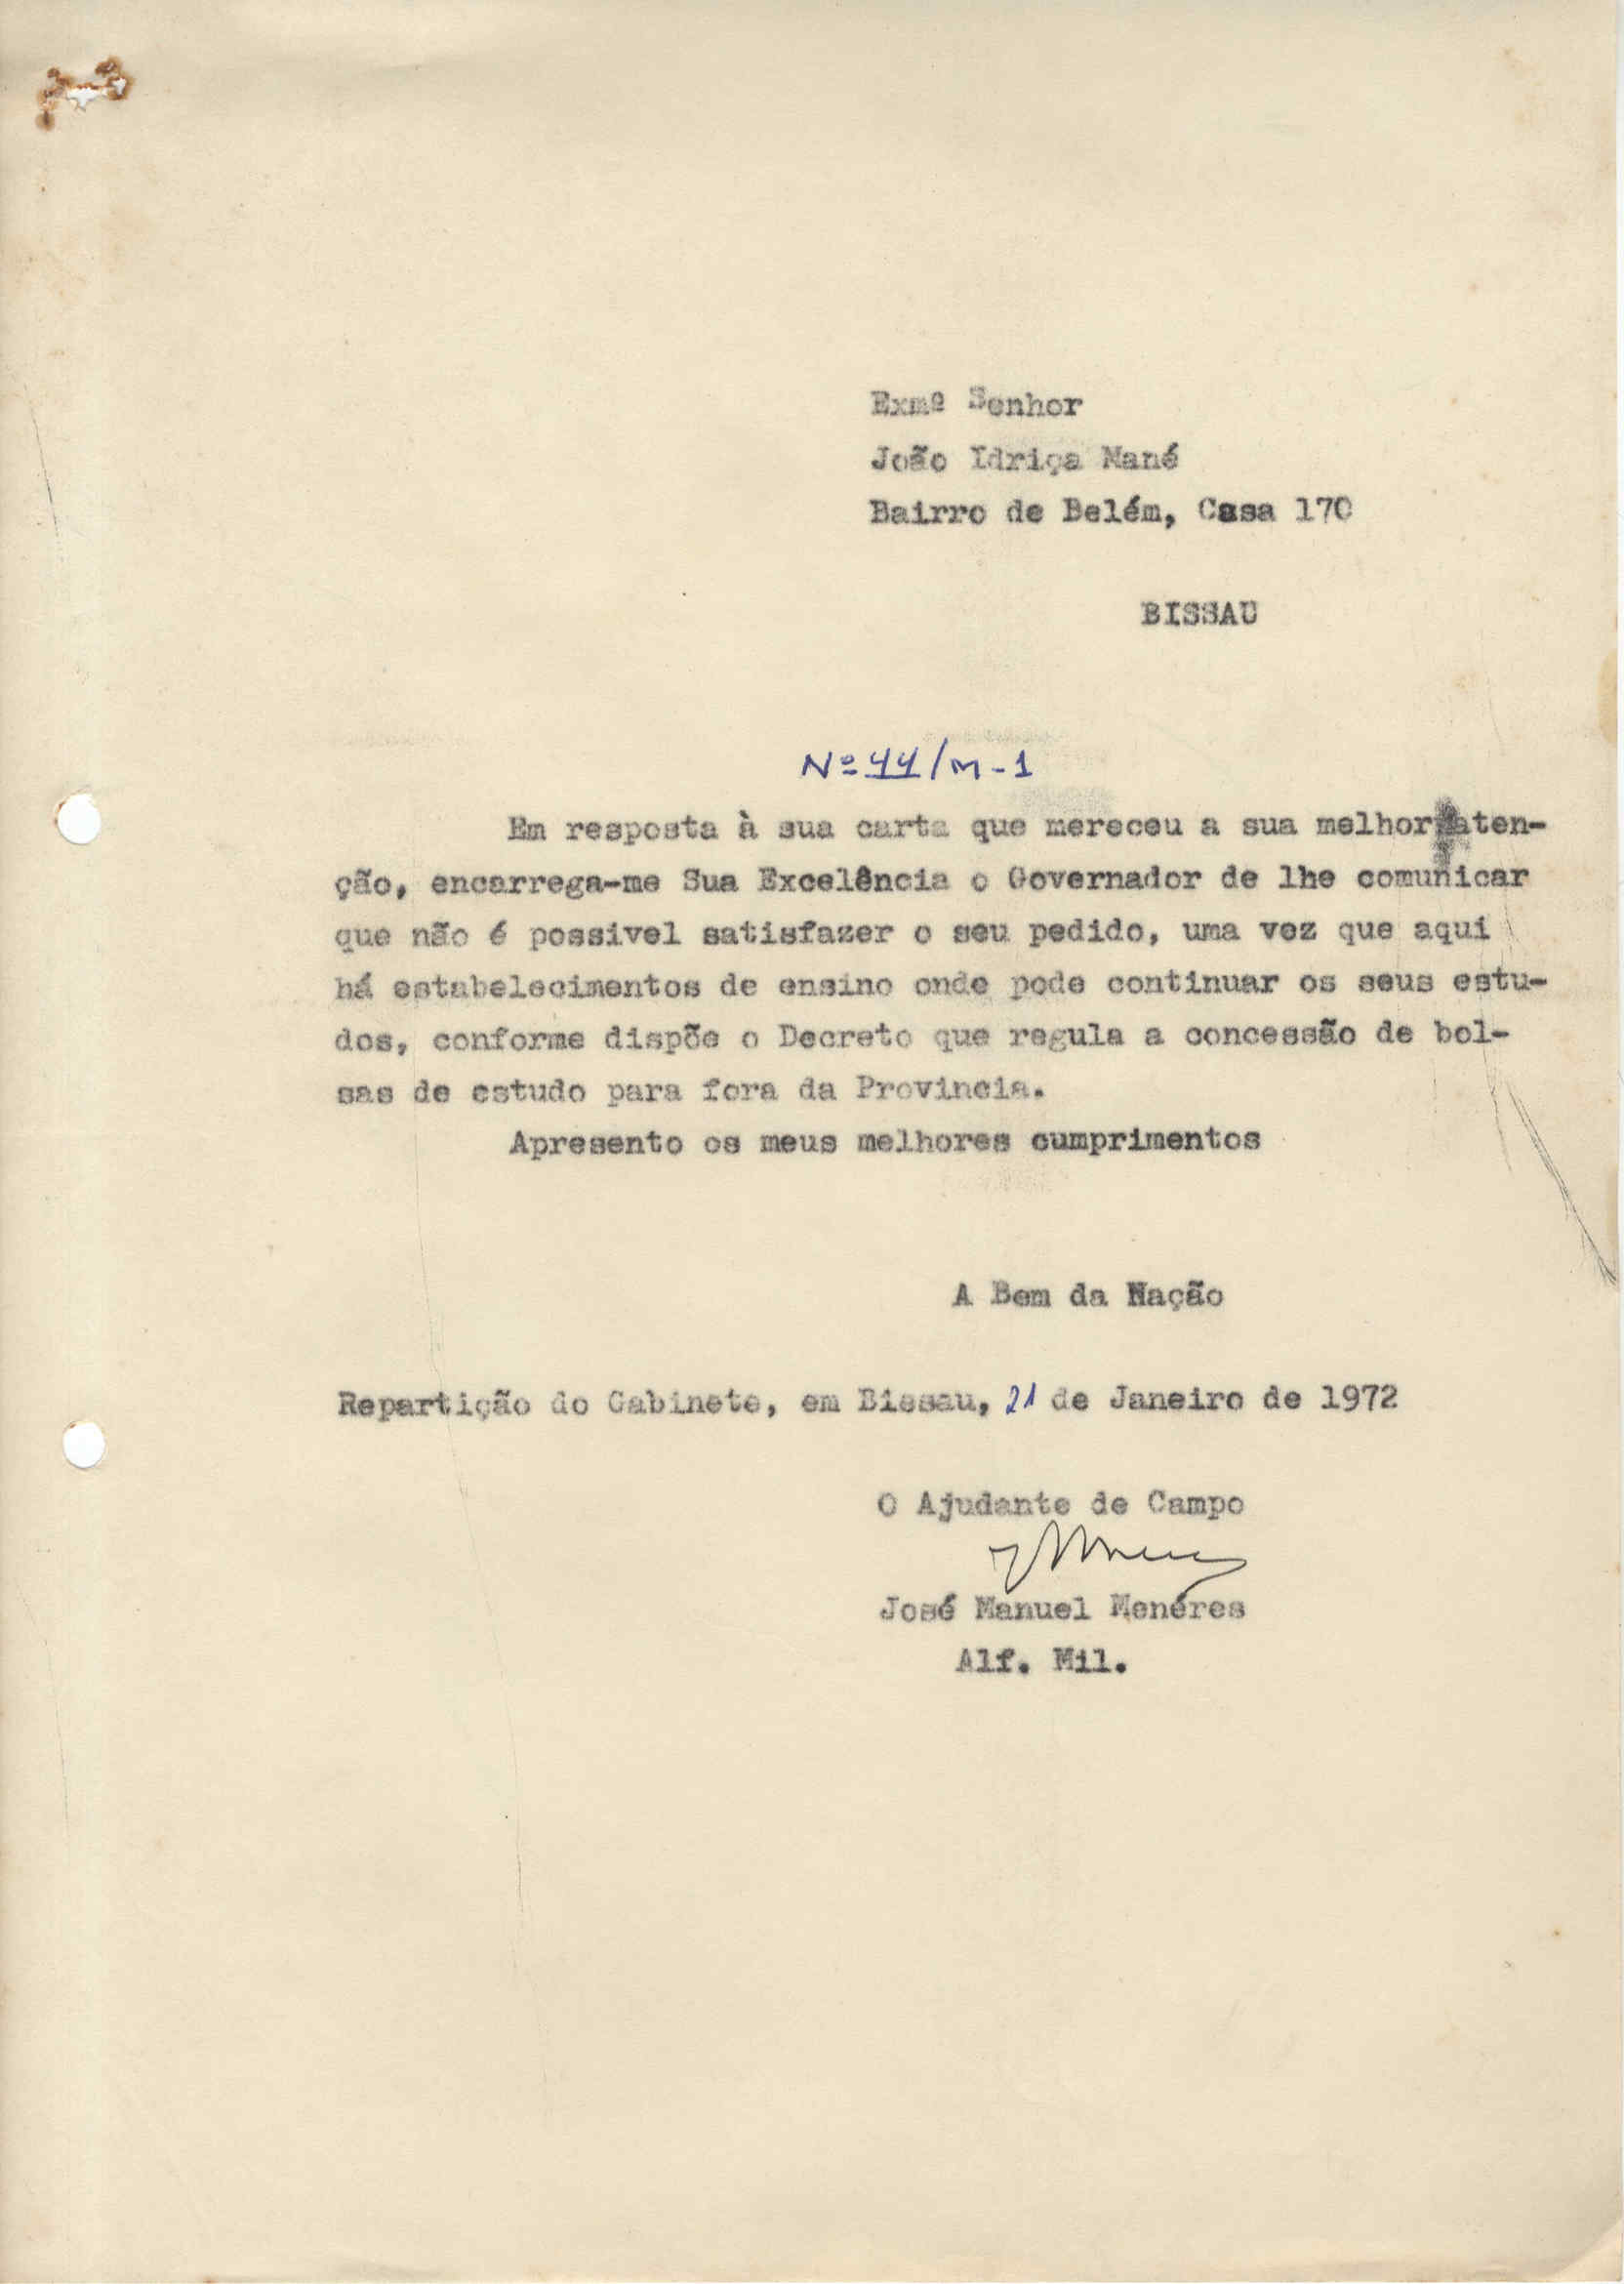 Exmº Senhor
João Idriça Mané
Bairro de Belém, Casa 170
BISSAU
Nº 44/M-1
Em resposta à sua carta que mereceu a sua melhor aten-
ção, encarrega-me Sua Excelência o Governador de lhe comunicar
que não é possivel satisfazer o seu pedido, uma vez que aqui
há estabelecimentos de ensino onde pode continuar os seus estu-
dos, conforme dispõe o Decreto que regula a concessão de bol-
sas de estudo para fora da Provincia.
Apresento os meus melhores cumprimentos
A Bem da Nação
Repartição do Gabinete, em Bissau, 21 de Janeiro de 1972
O Ajudante de Campo
José Manuel Menéres
Alf. Mil.